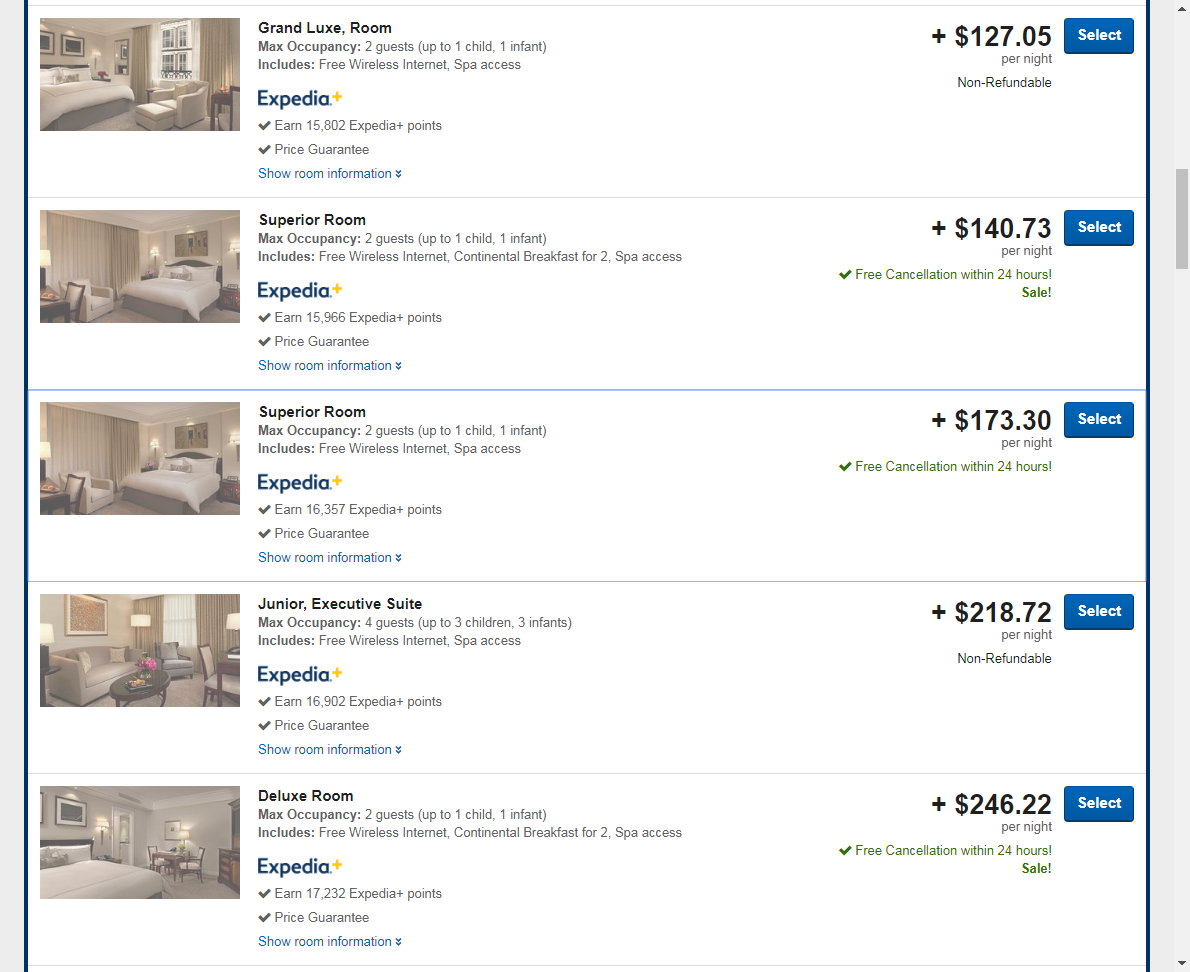 Grand Luxe, Room
Max Occupancy: 2 guests (up to 1 child, 1 infant)
Includes: Free Wireless Internet, Spa access
Expedia+
Earn 15,802 Expedia+ points
Price Guarantee
Show room information
+ $127.05
per night
Non-Refundable
Select
Superior Room
Max Occupancy: 2 guests (up to 1 child, 1 infant)
Includes: Free Wireless Internet, Continental Breakfast for 2, Spa access
Expedia+
Earn 15,966 Expedia+ points
Price Guarantee
Show room information
+ $140.73
per night
Free Cancellation within 24 hours!
Sale!
Select
Superior Room
Max Occupancy: 2 guests (up to 1 child, 1 infant)
Includes: Free Wireless Internet, Spa access
Expedia+
Earn 16,357 Expedia+ points
Price Guarantee
Show room information
+ $173.30
per night
Free Cancellation within 24 hours!
Select
Junior, Executive Suite
Max Occupancy: 4 guests (up to 3 children, 3 infants)
Includes: Free Wireless Internet, Spa access
Expedia+
Earn 16,902 Expedia+ points
Price Guarantee
Show room information
+ $218.72
per night
Non-Refundable
Select
Deluxe Room
Max Occupancy: 2 guests (up to 1 child, 1 infant)
Includes: Free Wireless Internet, Continental Breakfast for 2, Spa access
Expedia+
Earn 17,232 Expedia+ points
Price Guarantee
Show room information
+ $246.22
per night
Free Cancellation within 24 hours!
Sale!
Select